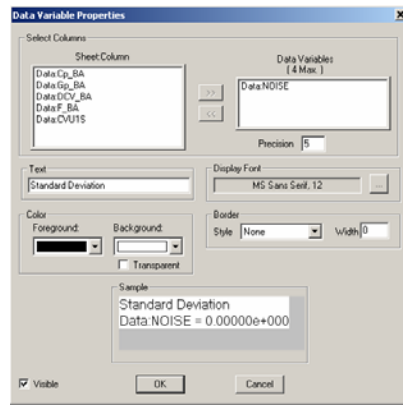 Data Variable Properties
Select Columns
Sheet:Column
Data:Cp_BA
Data:Gp_BA
Data:DCV_BA
Data:F_BA
Data:CVU1S
>>
<<
Data Variables
( 4 Max. )
Data:NOISE
Precision 5
Text
Standard Deviation
Display Font
MS Sans Serif, 12
...
Color
Foreground:
Background:
Transparent
Border
Style None
Width 0
Sample
Standard Deviation
Data:NOISE = 0.00000e+000
Visible
OK
Cancel